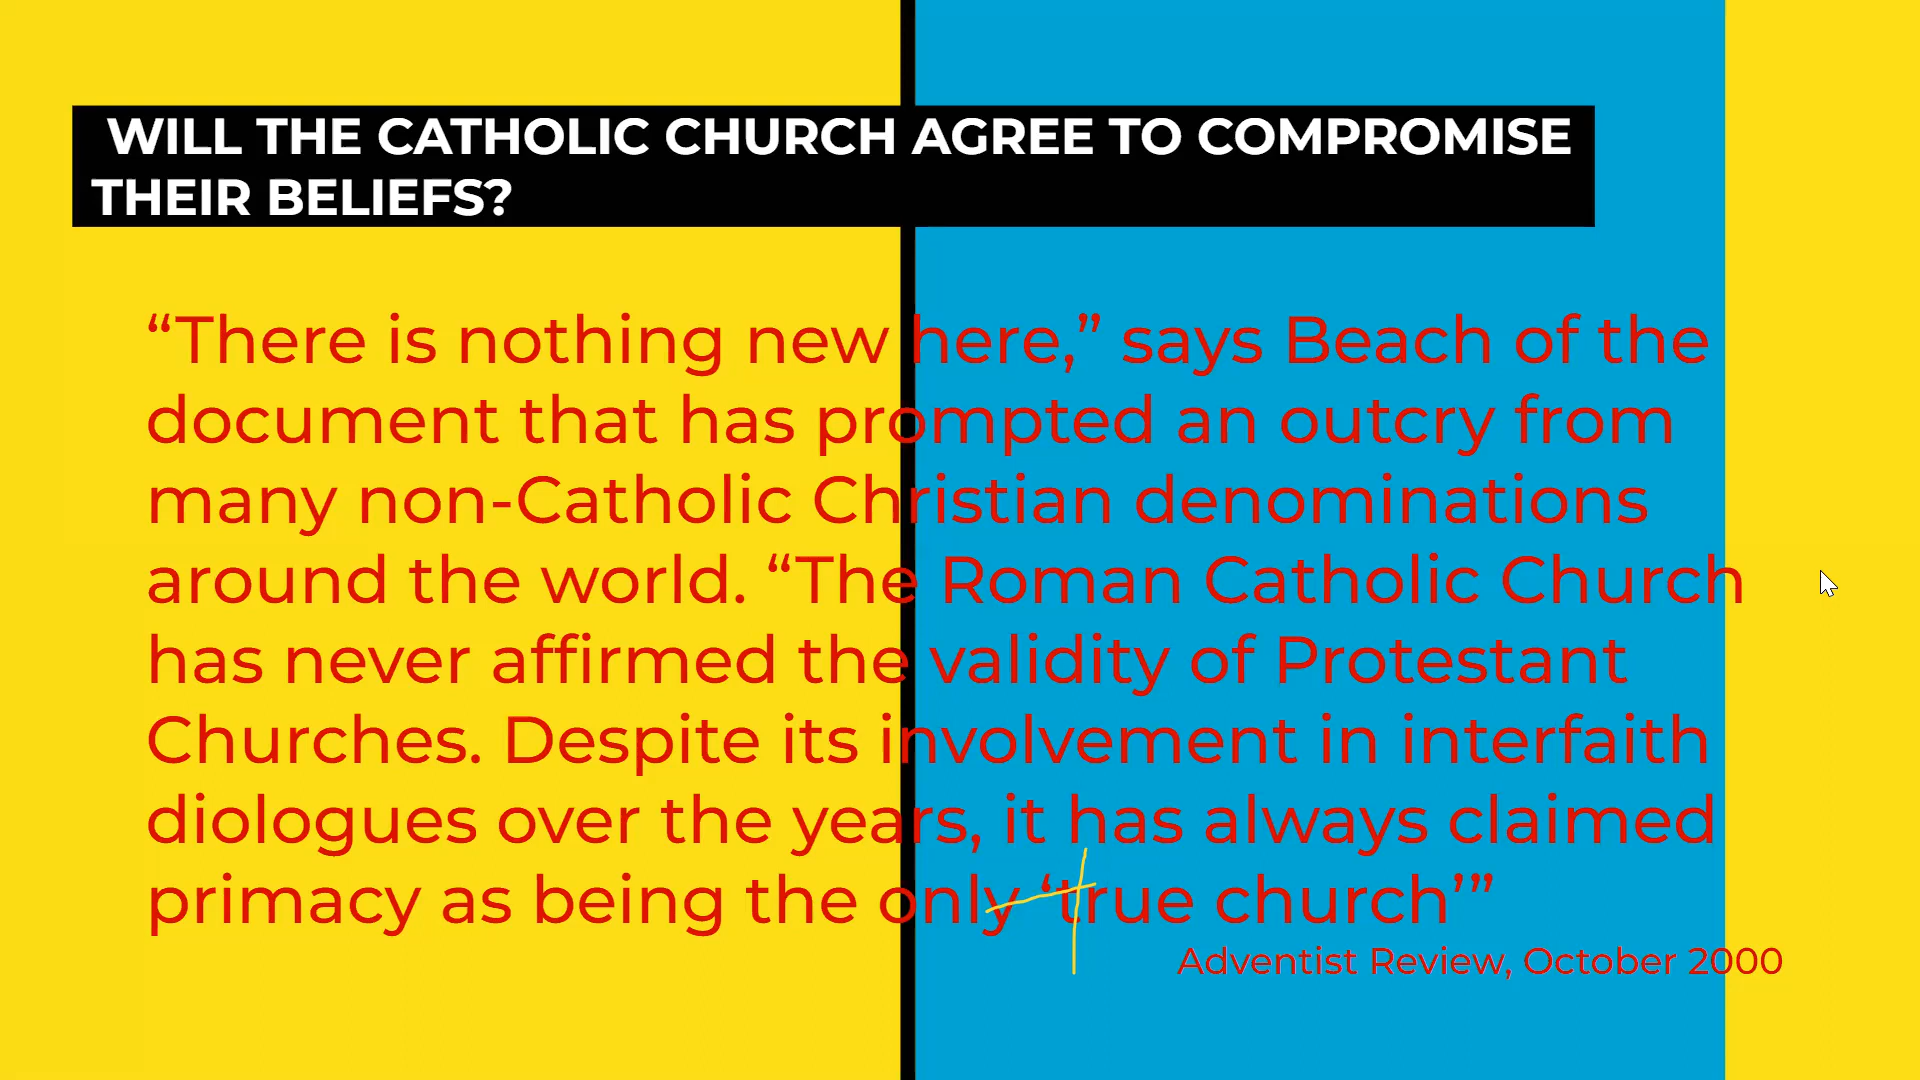 WILL THE CATHOLIC CHURCH AGREE TO COMPROMISE
THEIR BELIEFS?
“There is nothing new here,” says Beach of the
document that has prompted an outcry from
many non-Catholic Christian denominations
around the world. “The Roman Catholic Church
has never affirmed the validity of Protestant
Churches. Despite its involvement in interfaith
diologues over the years, it has always claimed
primacy as being the only ‘true church’”
Adventist Review, October 2000